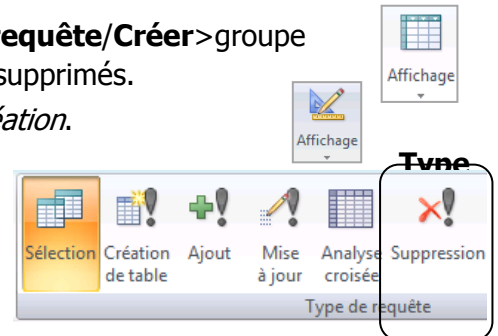 requête/Créer>groupe
supprimés.
éation.
Affichage
Affichage
Type
Sélection
Création
de table
Ajout
Mise
à jour
Analyse
croisée
Suppression
Type de requête